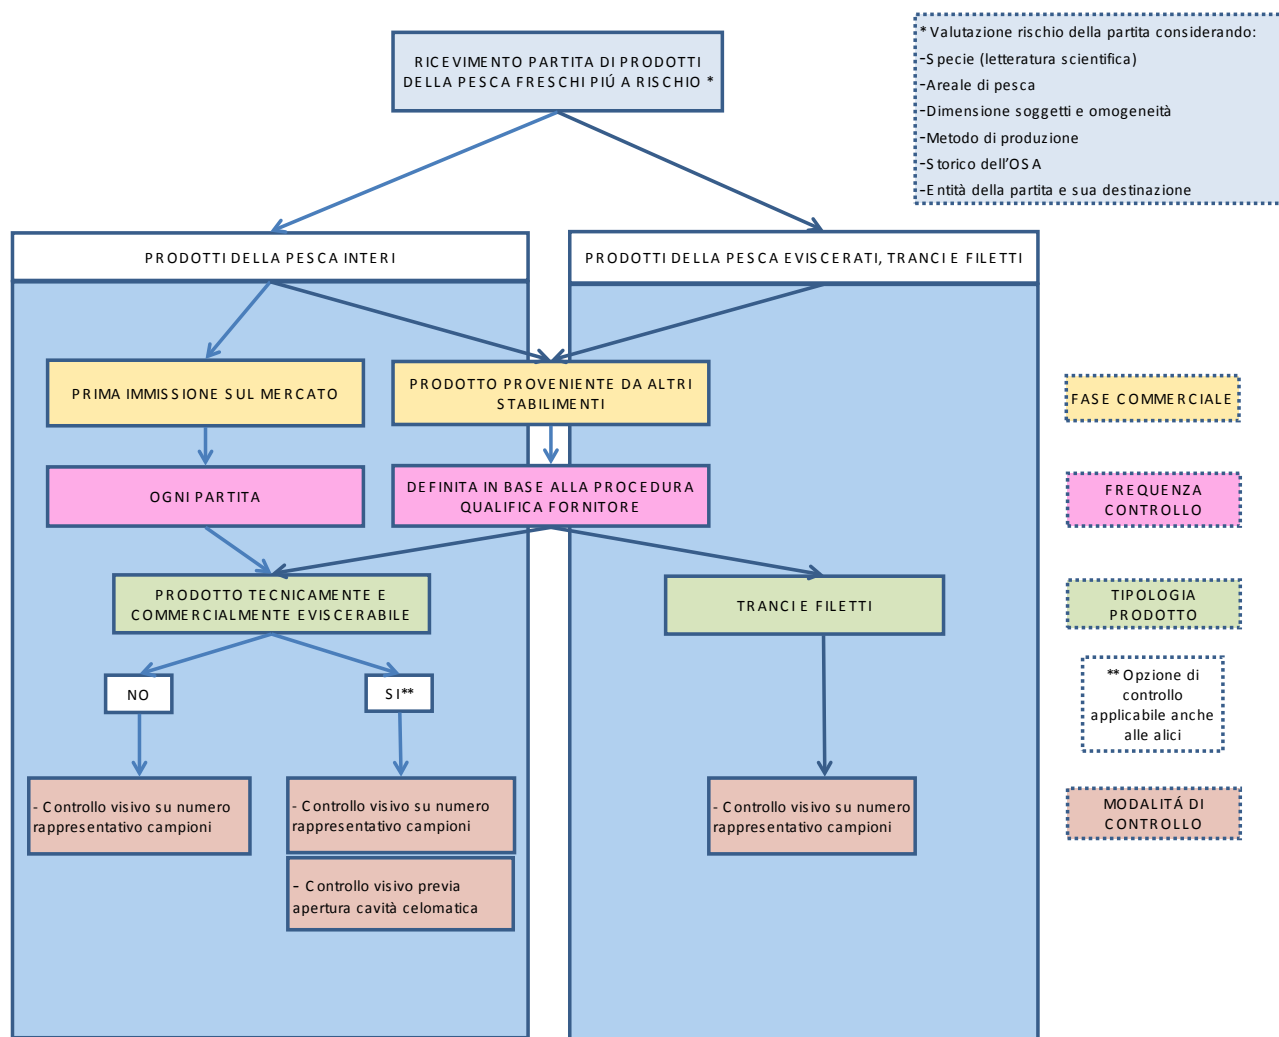 RICEVIMENTO PARTITA DI PRODOTTI
DELLA PESCA FRESCHI PIÚ A RISCHIO *
* Valutazione rischio della partita considerando:
-Specie (letteratura scientifica)
-Areale di pesca
-Dimensione soggetti e omogeneità
-Metodo di produzione
-Storico dell'OSA
-Entità della partita e sua destinazione
PRODOTTI DELLA PESCA INTERI
PRODOTTI DELLA PESCA EVISCERATI, TRANCI E FILETTI
PRIMA IMMISSIONE SUL MERCATO
PRODOTTO PROVENIENTE DA ALTRI
STABILIMENTI
FASE COMMERCIALE
OGNI PARTITA
DEFINITA IN BASE ALLA PROCEDURA
QUALIFICA FORNITORE
FREQUENZA
CONTROLLO
PRODOTTO TECNICAMENTE E
COMMERCIALMENTE EVISCERABILE
TRANCI E FILETTI
TIPOLOGIA
PRODOTTO
NO
SI**
** Opzione di
controllo
applicabile anche
alle alici
- Controllo visivo su numero
rappresentativo campioni
- Controllo visivo su numero
rappresentativo campioni
- Controllo visivo su numero
rappresentativo campioni
MODALITÁ DI
CONTROLLO
- Controllo visivo previa
apertura cavità celomatica